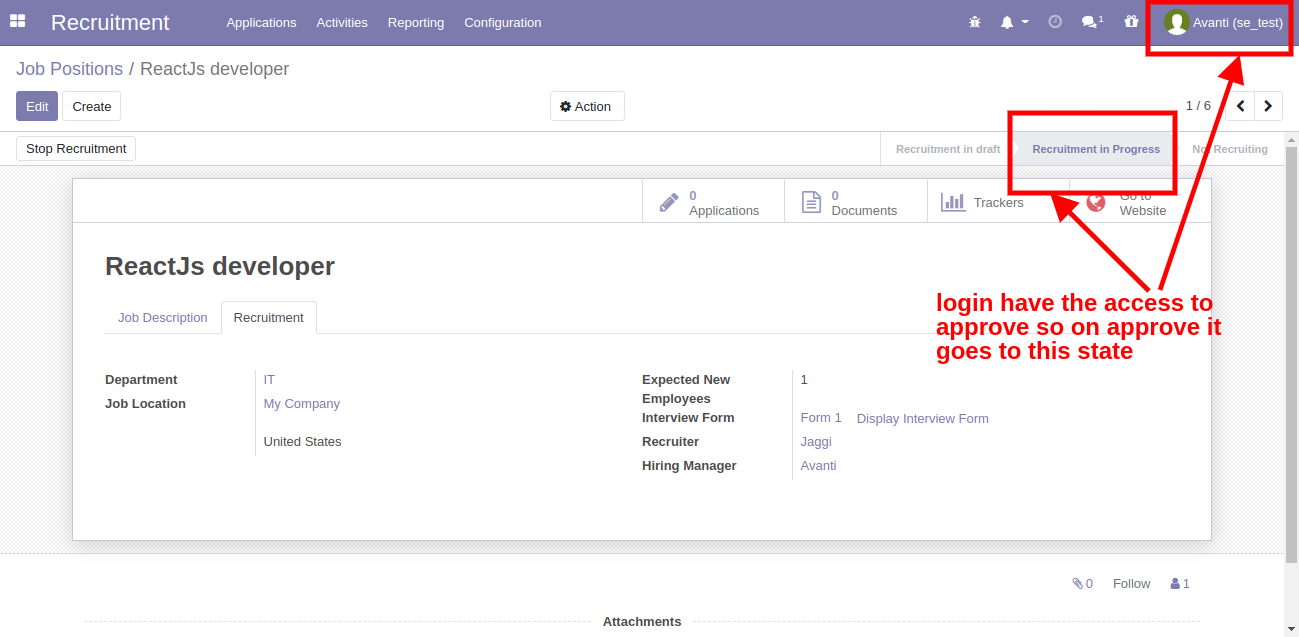 Recruitment Applications Activities Reporting Configuration 1 Avanti (se_test)
Job Positions / ReactJs developer
Edit Create Action 1 / 6
Stop Recruitment Recruitment in draft Recruitment in Progress Not Recruiting
0 Applications 0 Documents Trackers Go to Website
ReactJs developer
login have the access to
approve so on approve it
goes to this state
Job Description Recruitment
Department IT
Job Location My Company
United States
Expected New 1
Employees
Interview Form Form 1 Display Interview Form
Recruiter Jaggi
Hiring Manager Avanti
0 Follow 1
Attachments